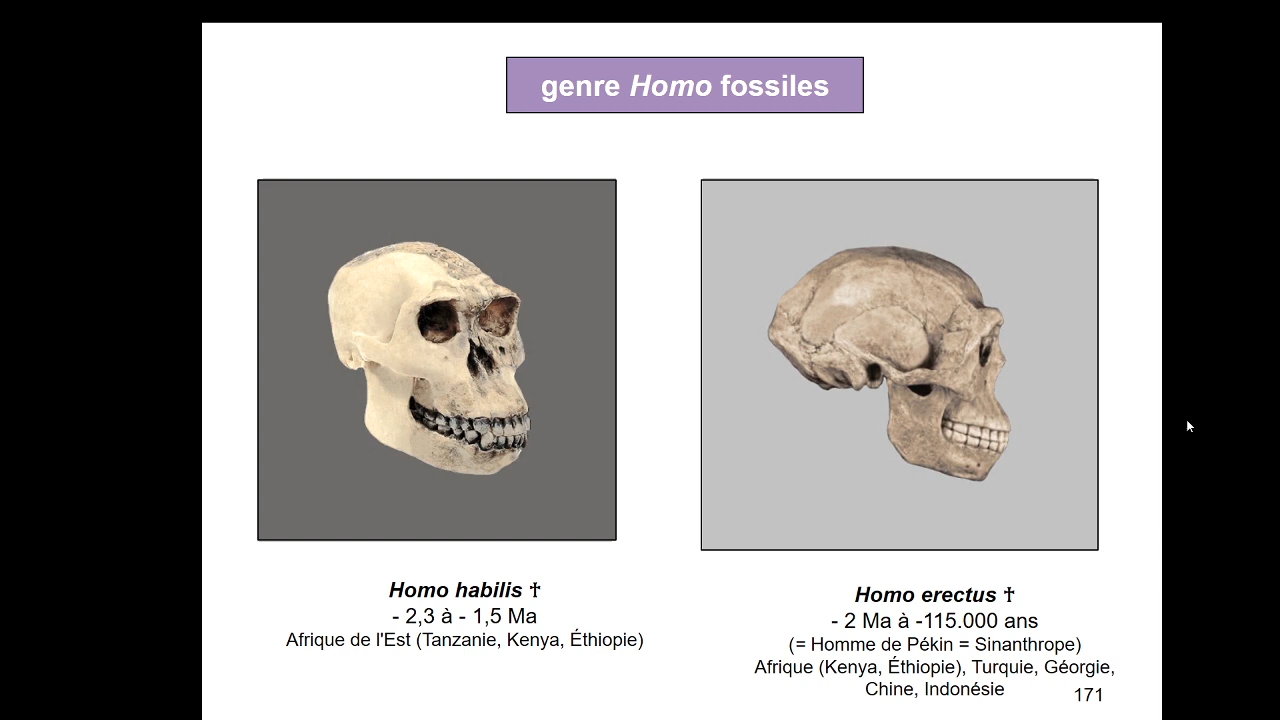 genre Homo fossiles
Homo habilis †
- 2,3 à - 1,5 Ma
Afrique de l'Est (Tanzanie, Kenya, Éthiopie)
Homo erectus †
- 2 Ma à -115.000 ans
(= Homme de Pékin = Sinanthrope)
Afrique (Kenya, Éthiopie), Turquie, Géorgie,
Chine, Indonésie
171